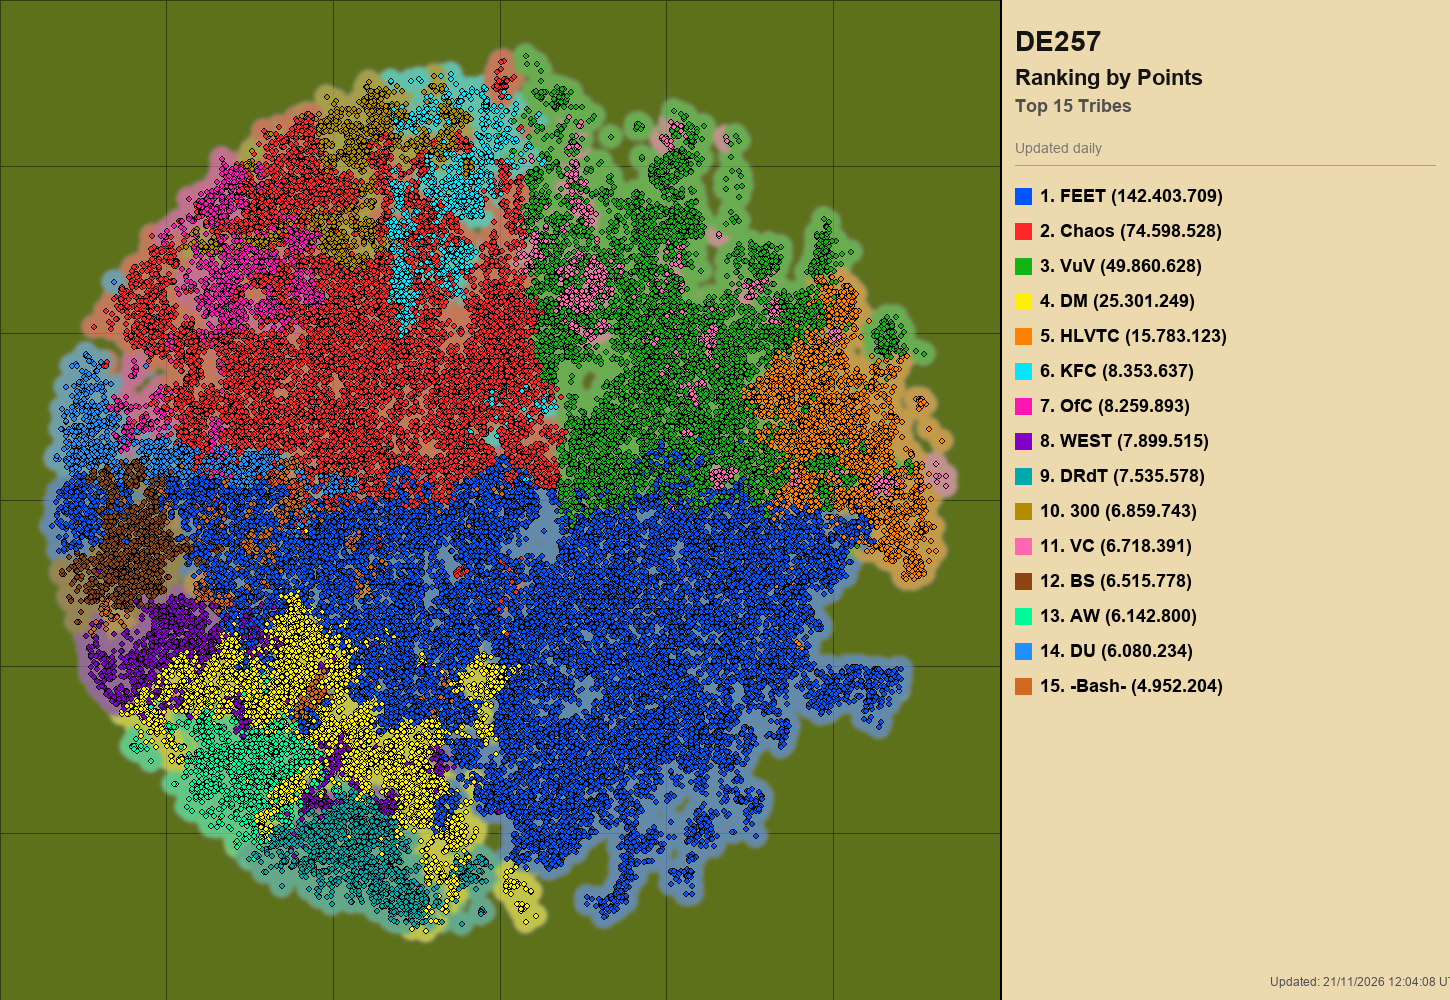 DE257
Ranking by Points
Top 15 Tribes
Updated daily
1. FEET (142.403.709)
2. Chaos (74.598.528)
3. VuV (49.860.628)
4. DM (25.301.249)
5. HLVTC (15.783.123)
6. KFC (8.353.637)
7. OfC (8.259.893)
8. WEST (7.899.515)
9. DRdT (7.535.578)
10. 300 (6.859.743)
11. VC (6.718.391)
12. BS (6.515.778)
13. AW (6.142.800)
14. DU (6.080.234)
15. -Bash- (4.952.204)
Updated: 21/11/2026 12:04:08 U